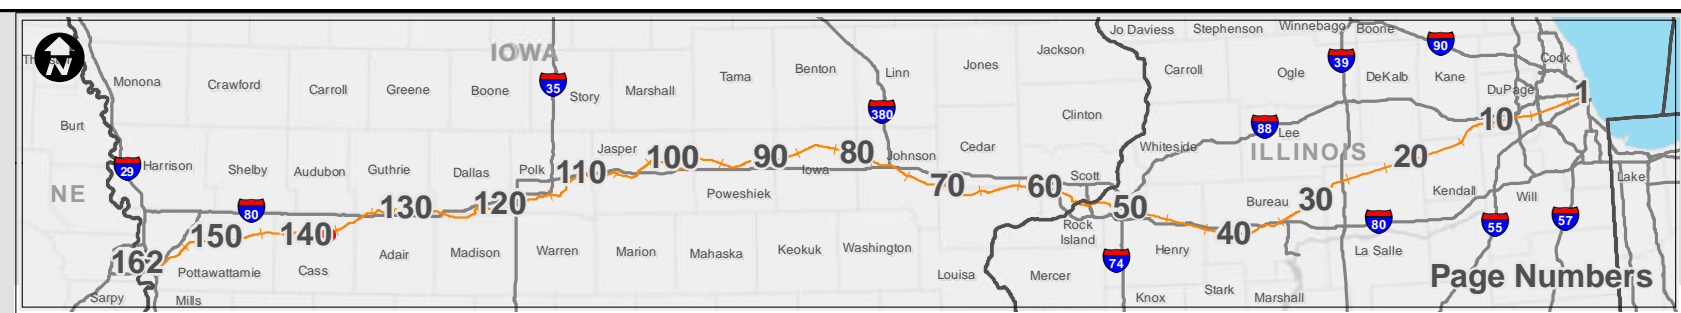 Jo Daviess
Stephenson
Winnebago
Boone
IOWA
Jackson
90
N
39
Cook
Monona
Crawford
Carroll
Greene
Boone
35
Story
Marshall
Tama
Benton
Linn
Jones
Carroll
Ogle
DeKalb
Kane
DuPage
1
Burt
380
Clinton
88
Lee
10
Jasper
Whiteside
ILLINOIS
29
Harrison
Shelby
Audubon
Guthrie
Dallas
Polk
110
100
90
80
Iowa
Johnson
Cedar
Scott
20
Lake
NE
80
Poweshiek
70
60
50
Bureau
30
Kendall
Will
150
140
130
120
Rock
Island
40
80
55
57
162
Pottawattamie
Cass
Adair
Madison
Warren
Marion
Mahaska
Keokuk
Washington
Louisa
Mercer
74
Henry
La Salle
Sarpy
Mills
Knox
Stark
Marshall
Page Numbers